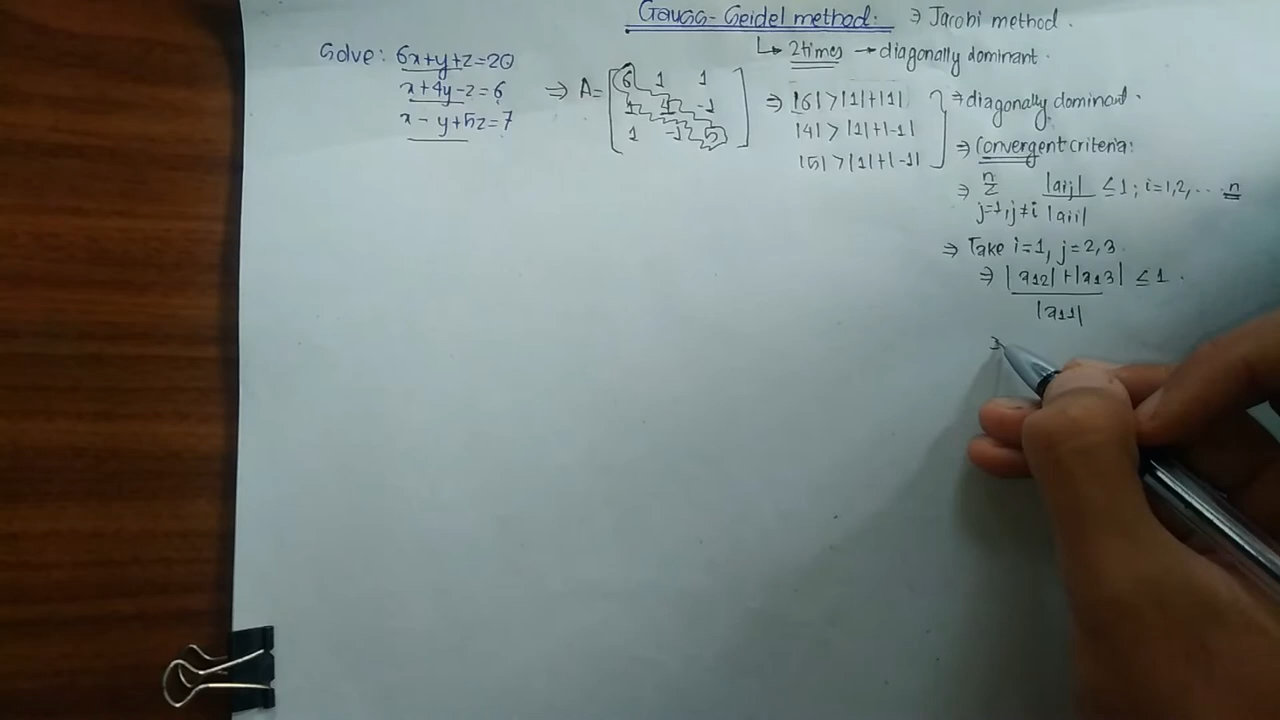 Gauss-Seidel method. ⇒ Jacobi method.
↳ 2 times → diagonally dominant.
Solve: 6x+y+z=20
x+4y-z=6
x-y+5z=7
⇒ A= [6 1 1
1 4 -1
1 -1 5]
⇒ |6| > |1|+|1|
|4| > |1|+|-1|
|5| > |1|+|-1|
} ⇒ diagonally dominant.
⇒ Convergent criteria:
⇒ n Σ j=1, j≠i |aij| / |aii| ≤ 1; i=1,2,... n
⇒ Take i=1, j=2,3.
⇒ |a12|+|a13| / |a11| ≤ 1.